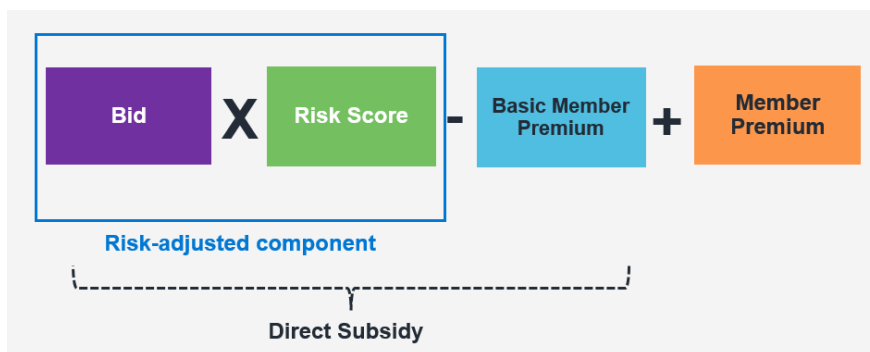 Bid
X
Risk Score
-
Basic Member
Premium
+
Member
Premium
Risk-adjusted component
Direct Subsidy